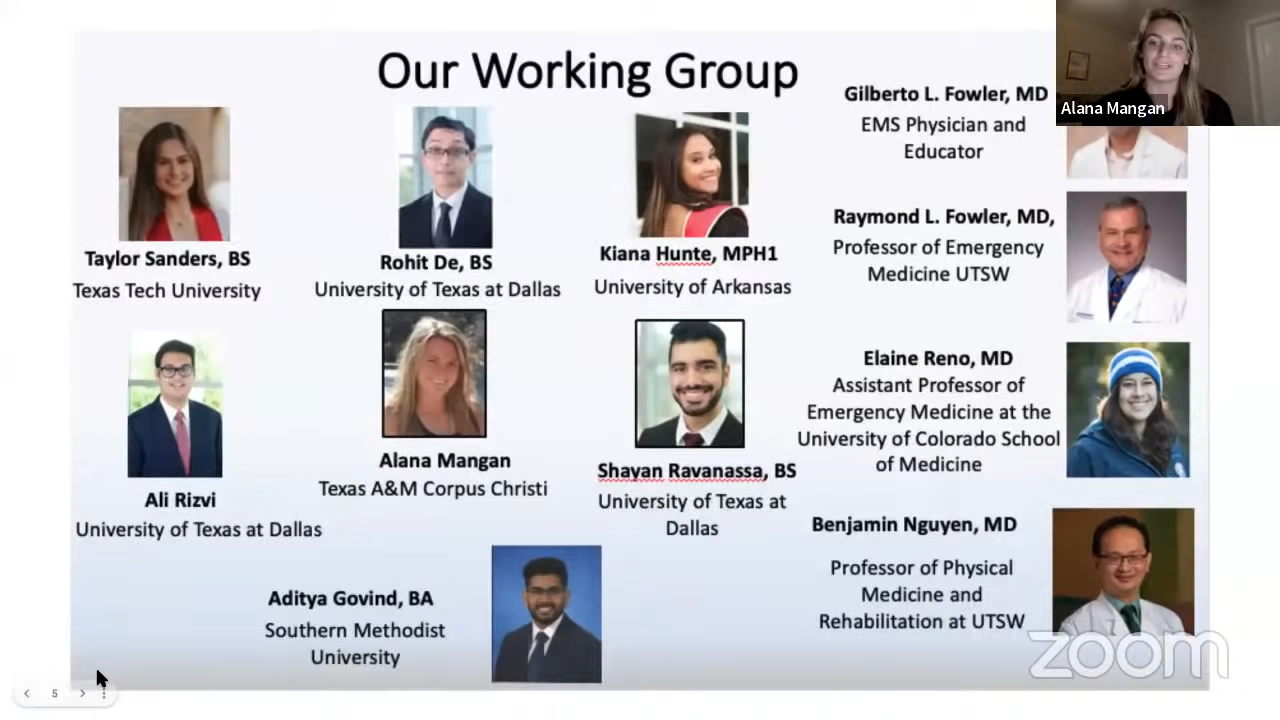 Our Working Group
Alana Mangan
Taylor Sanders, BS
Texas Tech University
Rohit De, BS
University of Texas at Dallas
Kiana Hunte, MPH1
University of Arkansas
Gilberto L. Fowler, MD
EMS Physician and
Educator
Raymond L. Fowler, MD,
Professor of Emergency
Medicine UTSW
Ali Rizvi
University of Texas at Dallas
Alana Mangan
Texas A&M Corpus Christi
Shayan Ravanassa, BS
University of Texas at
Dallas
Elaine Reno, MD
Assistant Professor of
Emergency Medicine at the
University of Colorado School
of Medicine
Aditya Govind, BA
Southern Methodist
University
Benjamin Nguyen, MD
Professor of Physical
Medicine and
Rehabilitation at UTSW
zoom
5